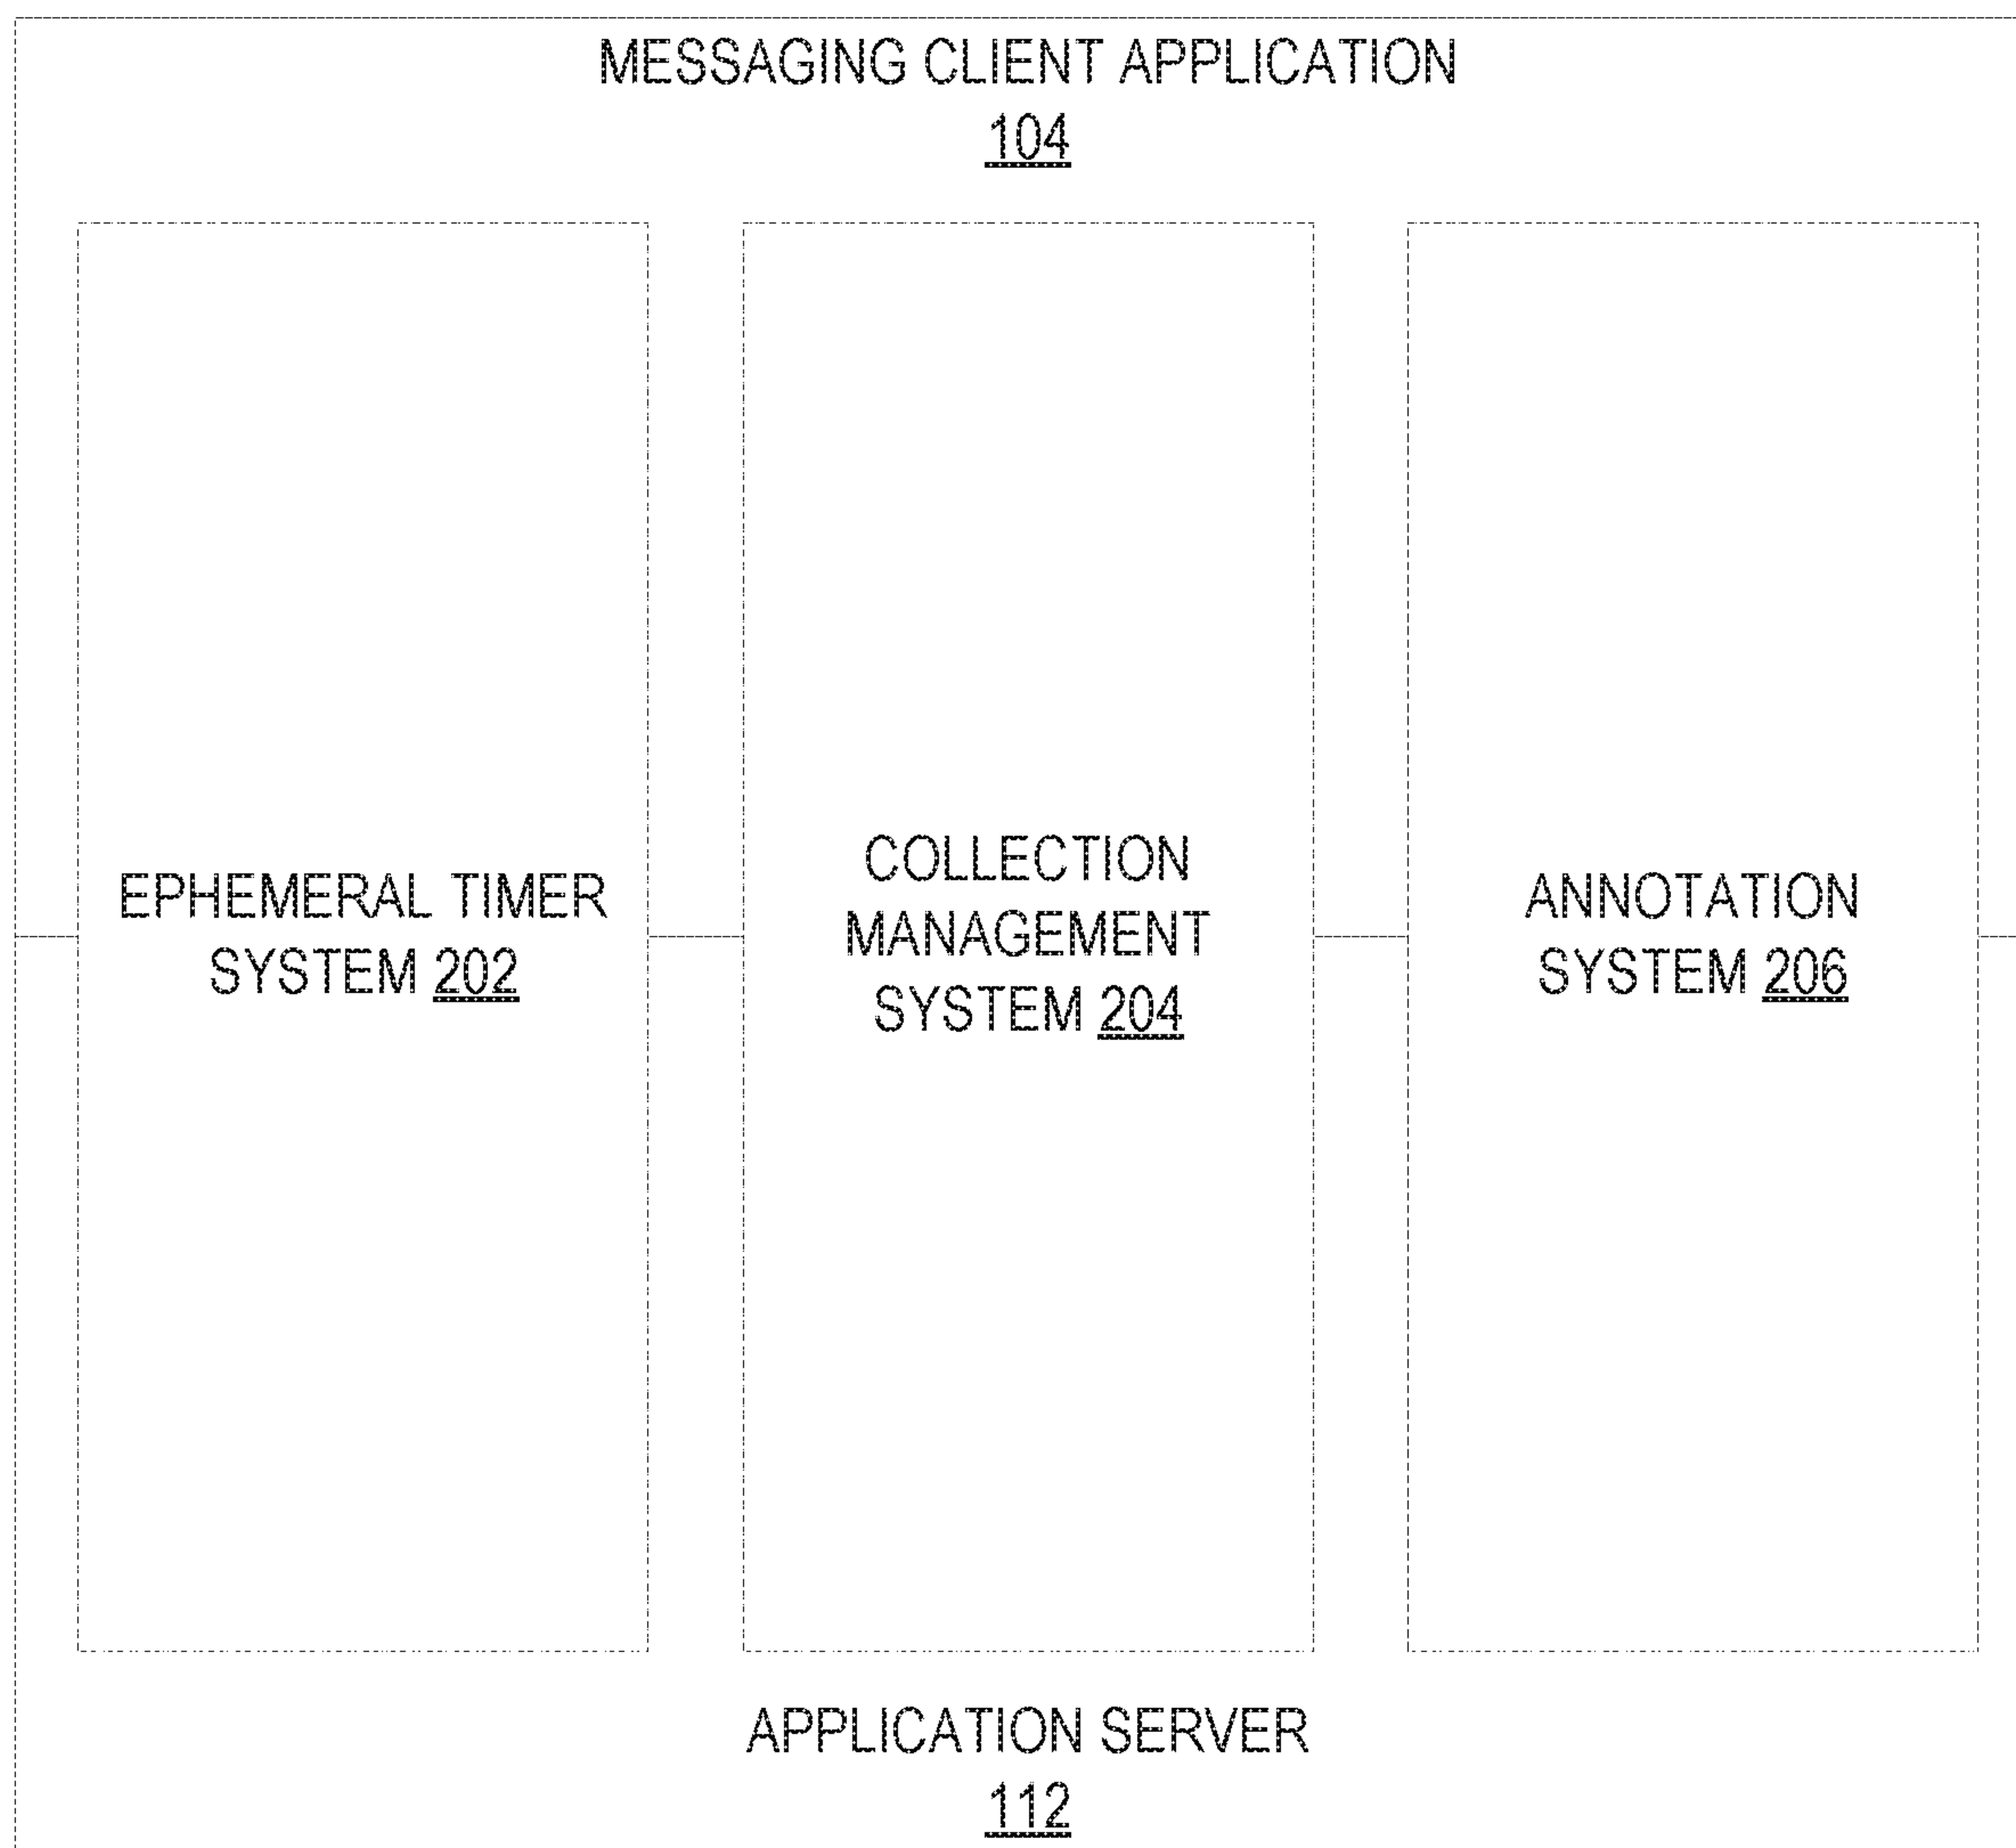 MESSAGING CLIENT APPLICATION
104
EPHEMERAL TIMER
SYSTEM 202
COLLECTION
MANAGEMENT
SYSTEM 204
ANNOTATION
SYSTEM 206
APPLICATION SERVER
112